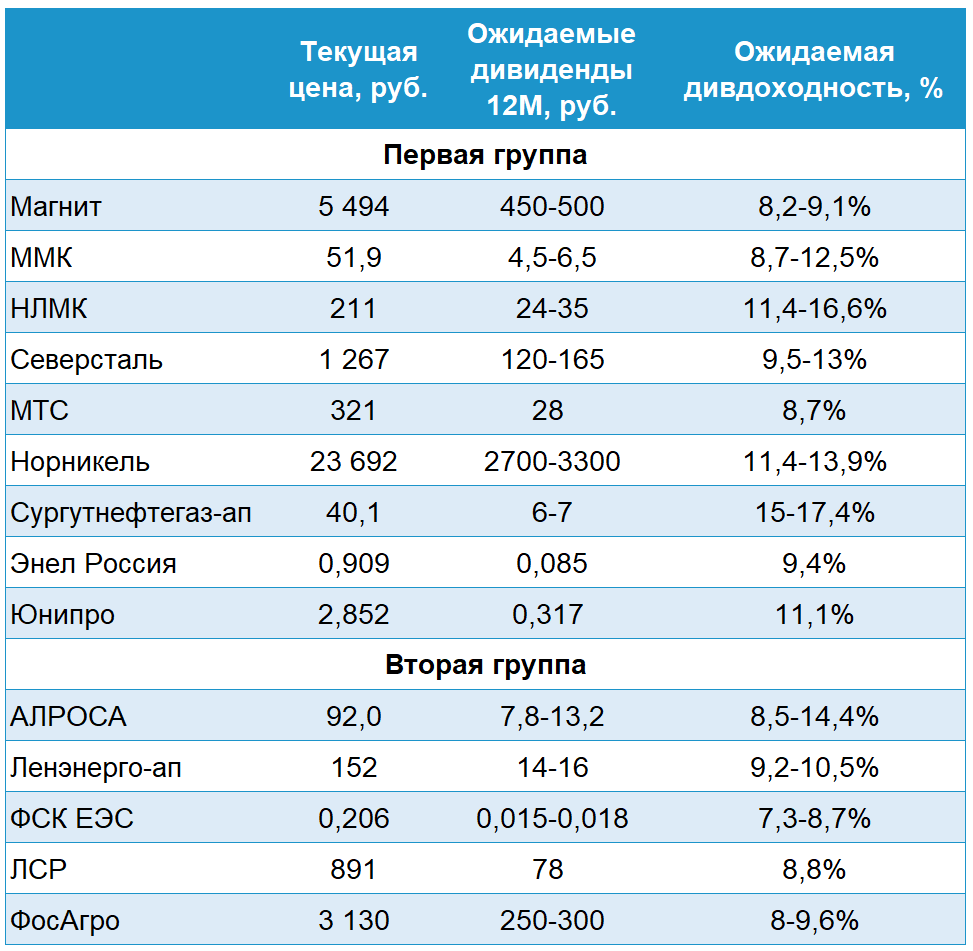 Текущая цена, руб. Ожидаемые дивиденды 12М, руб. Ожидаемая дивдоходность, %
Первая группа
Магнит 5 494 450-500 8,2-9,1%
ММК 51,9 4,5-6,5 8,7-12,5%
НЛМК 211 24-35 11,4-16,6%
Северсталь 1 267 120-165 9,5-13%
МТС 321 28 8,7%
Норникель 23 692 2700-3300 11,4-13,9%
Сургутнефтегаз-ап 40,1 6-7 15-17,4%
Энел Россия 0,909 0,085 9,4%
Юнипро 2,852 0,317 11,1%
Вторая группа
АЛРОСА 92,0 7,8-13,2 8,5-14,4%
Ленэнерго-ап 152 14-16 9,2-10,5%
ФСК ЕЭС 0,206 0,015-0,018 7,3-8,7%
ЛСР 891 78 8,8%
ФосАгро 3 130 250-300 8-9,6%